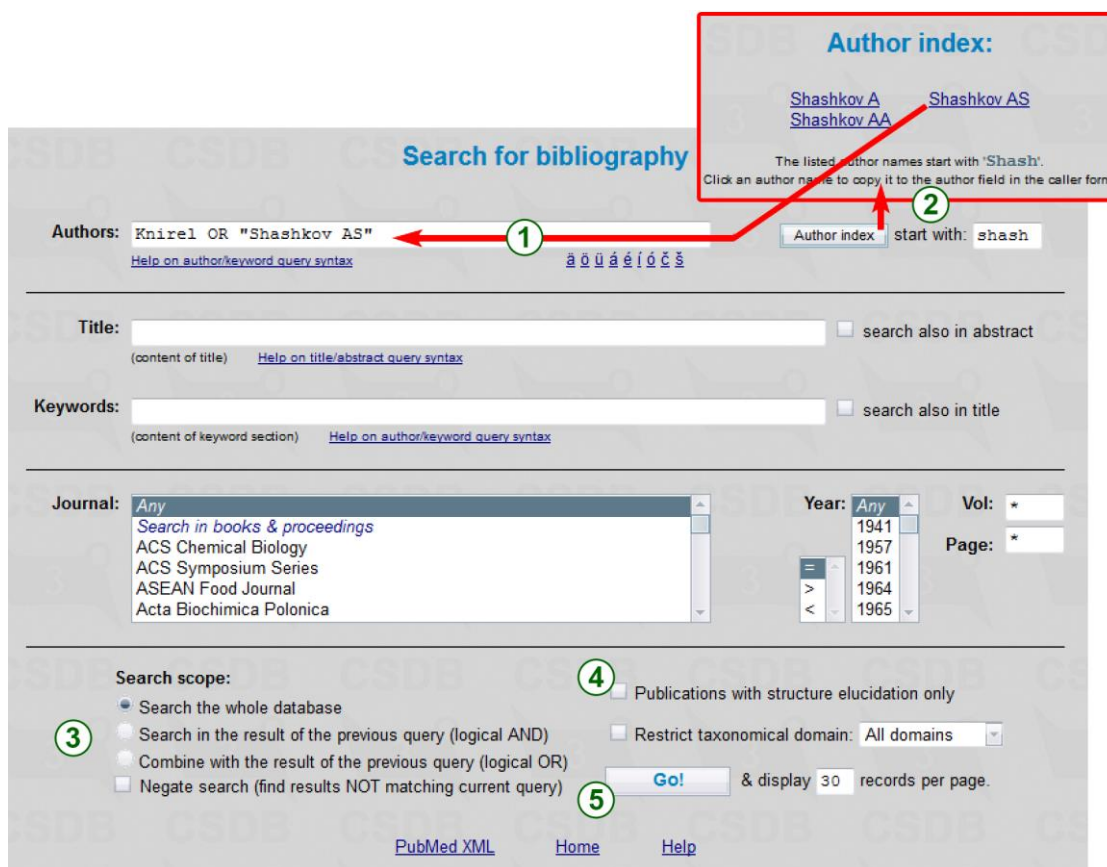 Author index:
Shashkov A Shashkov AS
Shashkov AA
The listed author names start with 'Shash'.
Click an author name to copy it to the author field in the caller form
Search for bibliography
2
Authors: Knirel OR "Shashkov AS" 1 Author index start with: shash
Help on author/keyword query syntax ä ö ü á é í ó č š
Title: search also in abstract
(content of title) Help on title/abstract query syntax
Keywords: search also in title
(content of keyword section) Help on author/keyword query syntax
Journal: Any Year: Any Vol: *
Search in books & proceedings 1941
ACS Chemical Biology 1957 Page: *
ACS Symposium Series = 1961
ASEAN Food Journal > 1964
Acta Biochimica Polonica < 1965
Search scope: 4
Search the whole database Publications with structure elucidation only
3 Search in the result of the previous query (logical AND) Restrict taxonomical domain: All domains
Combine with the result of the previous query (logical OR)
Negate search (find results NOT matching current query) 5 Go! & display 30 records per page.
PubMed XML Home Help
CSDB